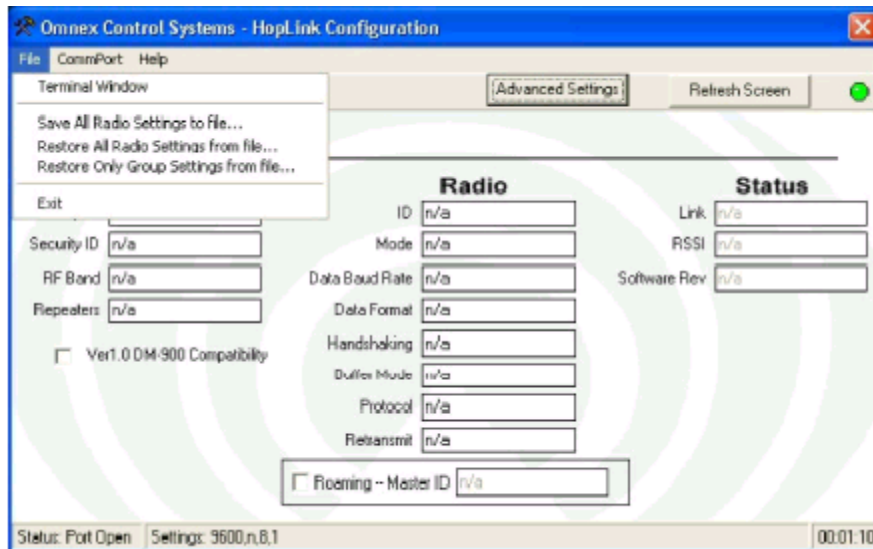 Omnex Control Systems - HopLink Configuration
File CommPort Help
Terminal Window
Save All Radio Settings to file...
Restore All Radio Settings from file...
Restore Only Group Settings from file...
Exit
Advanced Settings Refresh Screen
Security ID n/a
RF Band n/a
Repeaters n/a
Ver1.0 DM-900 Compatibility
Radio
ID n/a
Mode n/a
Data Baud Rate n/a
Data Format n/a
Handshaking n/a
Buffer Mode n/a
Protocol n/a
Retransmit n/a
Roaming -- Master ID n/a
Status
Link n/a
RSSI n/a
Software Rev n/a
Status: Port Open Settings: 9600,n,8,1 00:01:10